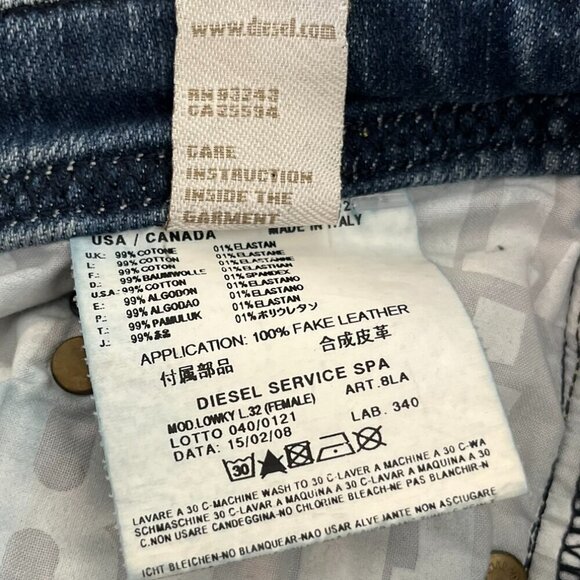 www.diesel.com
RN 93243
CA 35594
CARE
INSTRUCTION
INSIDE THE
GARMENT
USA / CANADA MADE IN ITALY
U.K.: 99% COTONE 01% ELASTAN
I.: 99% COTTON 01% ELASTANE
F.: 99% COTON 01% ELASTANNE
D.: 99% BAUMWOLLE 01% ELASTAN
U.S.A.: 99% COTTON 01% SPANDEX
E.: 99% ALGODON 01% ELASTANO
P.: 99% ALGODAO 01% ELASTANO
T.: 99% PAMULUK 01% ELASTAN
J.: 99% 綿 01% ポリウレタン
APPLICATION: 100% FAKE LEATHER
付属部品 合成皮革
DIESEL SERVICE SPA
MOD.LOWKY L.32 (FEMALE) ART. 8LA
LOTTO 040/0121
DATA: 15/02/08 LAB. 340
30
LAVARE A 30 C-MACHINE WASH TO 30 C-LAVER A MACHINE A 30 C-WA
SCHMASCHINE 30 C-LAVAR A MAQUINA A 30 C-LAVAR A MAQUINA A 30
C.NON USARE CANDEGGINA-NO CHLORINE BLEACH-NE PAS BLANCHIR-N
ICHT BLEICHEN-NO BLANQUEAR-NAO USAR ALVEJANTE NON ASCIUGARE